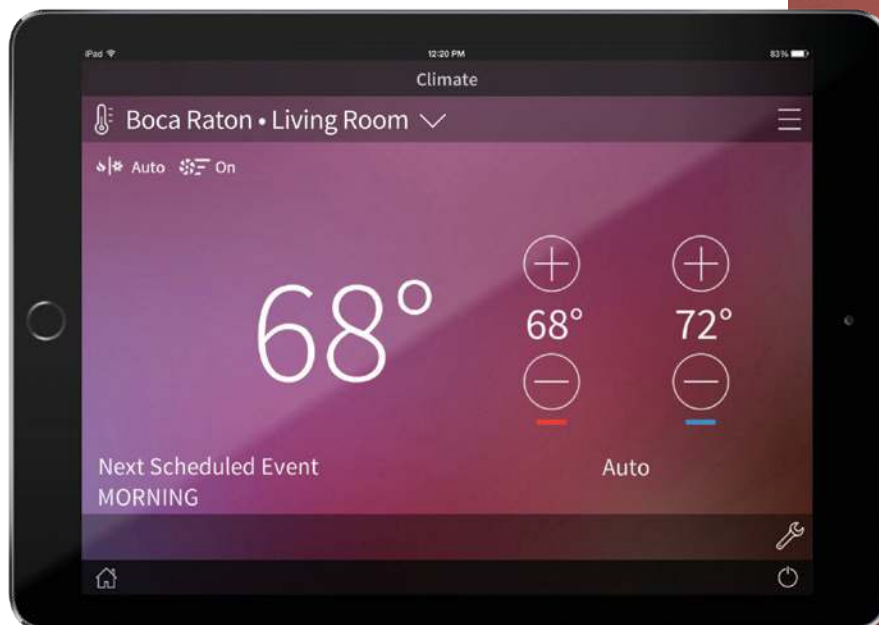 iPad 12:20 PM 83%
Climate
Boca Raton • Living Room
Auto On
68°
68° 72°
Next Scheduled Event Auto
MORNING